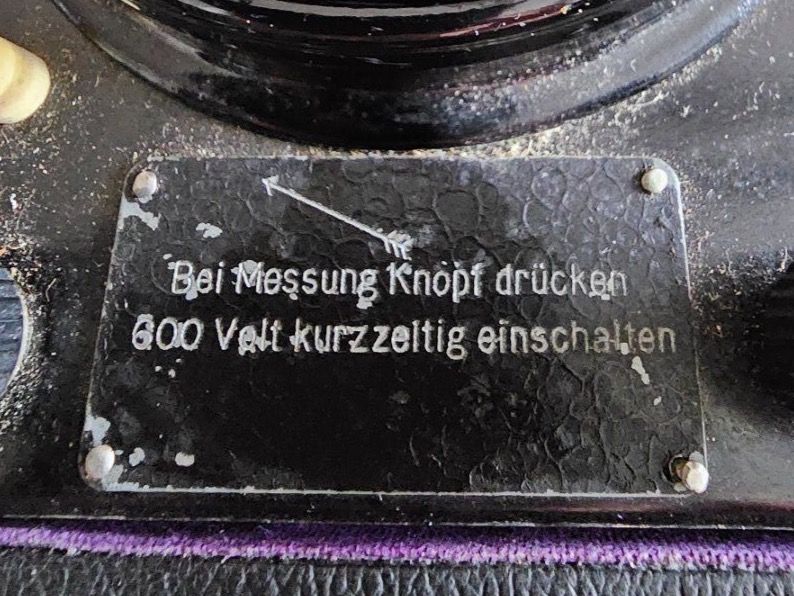 Bei Messung Knopf drücken
600 Volt kurzzeitig einschalten